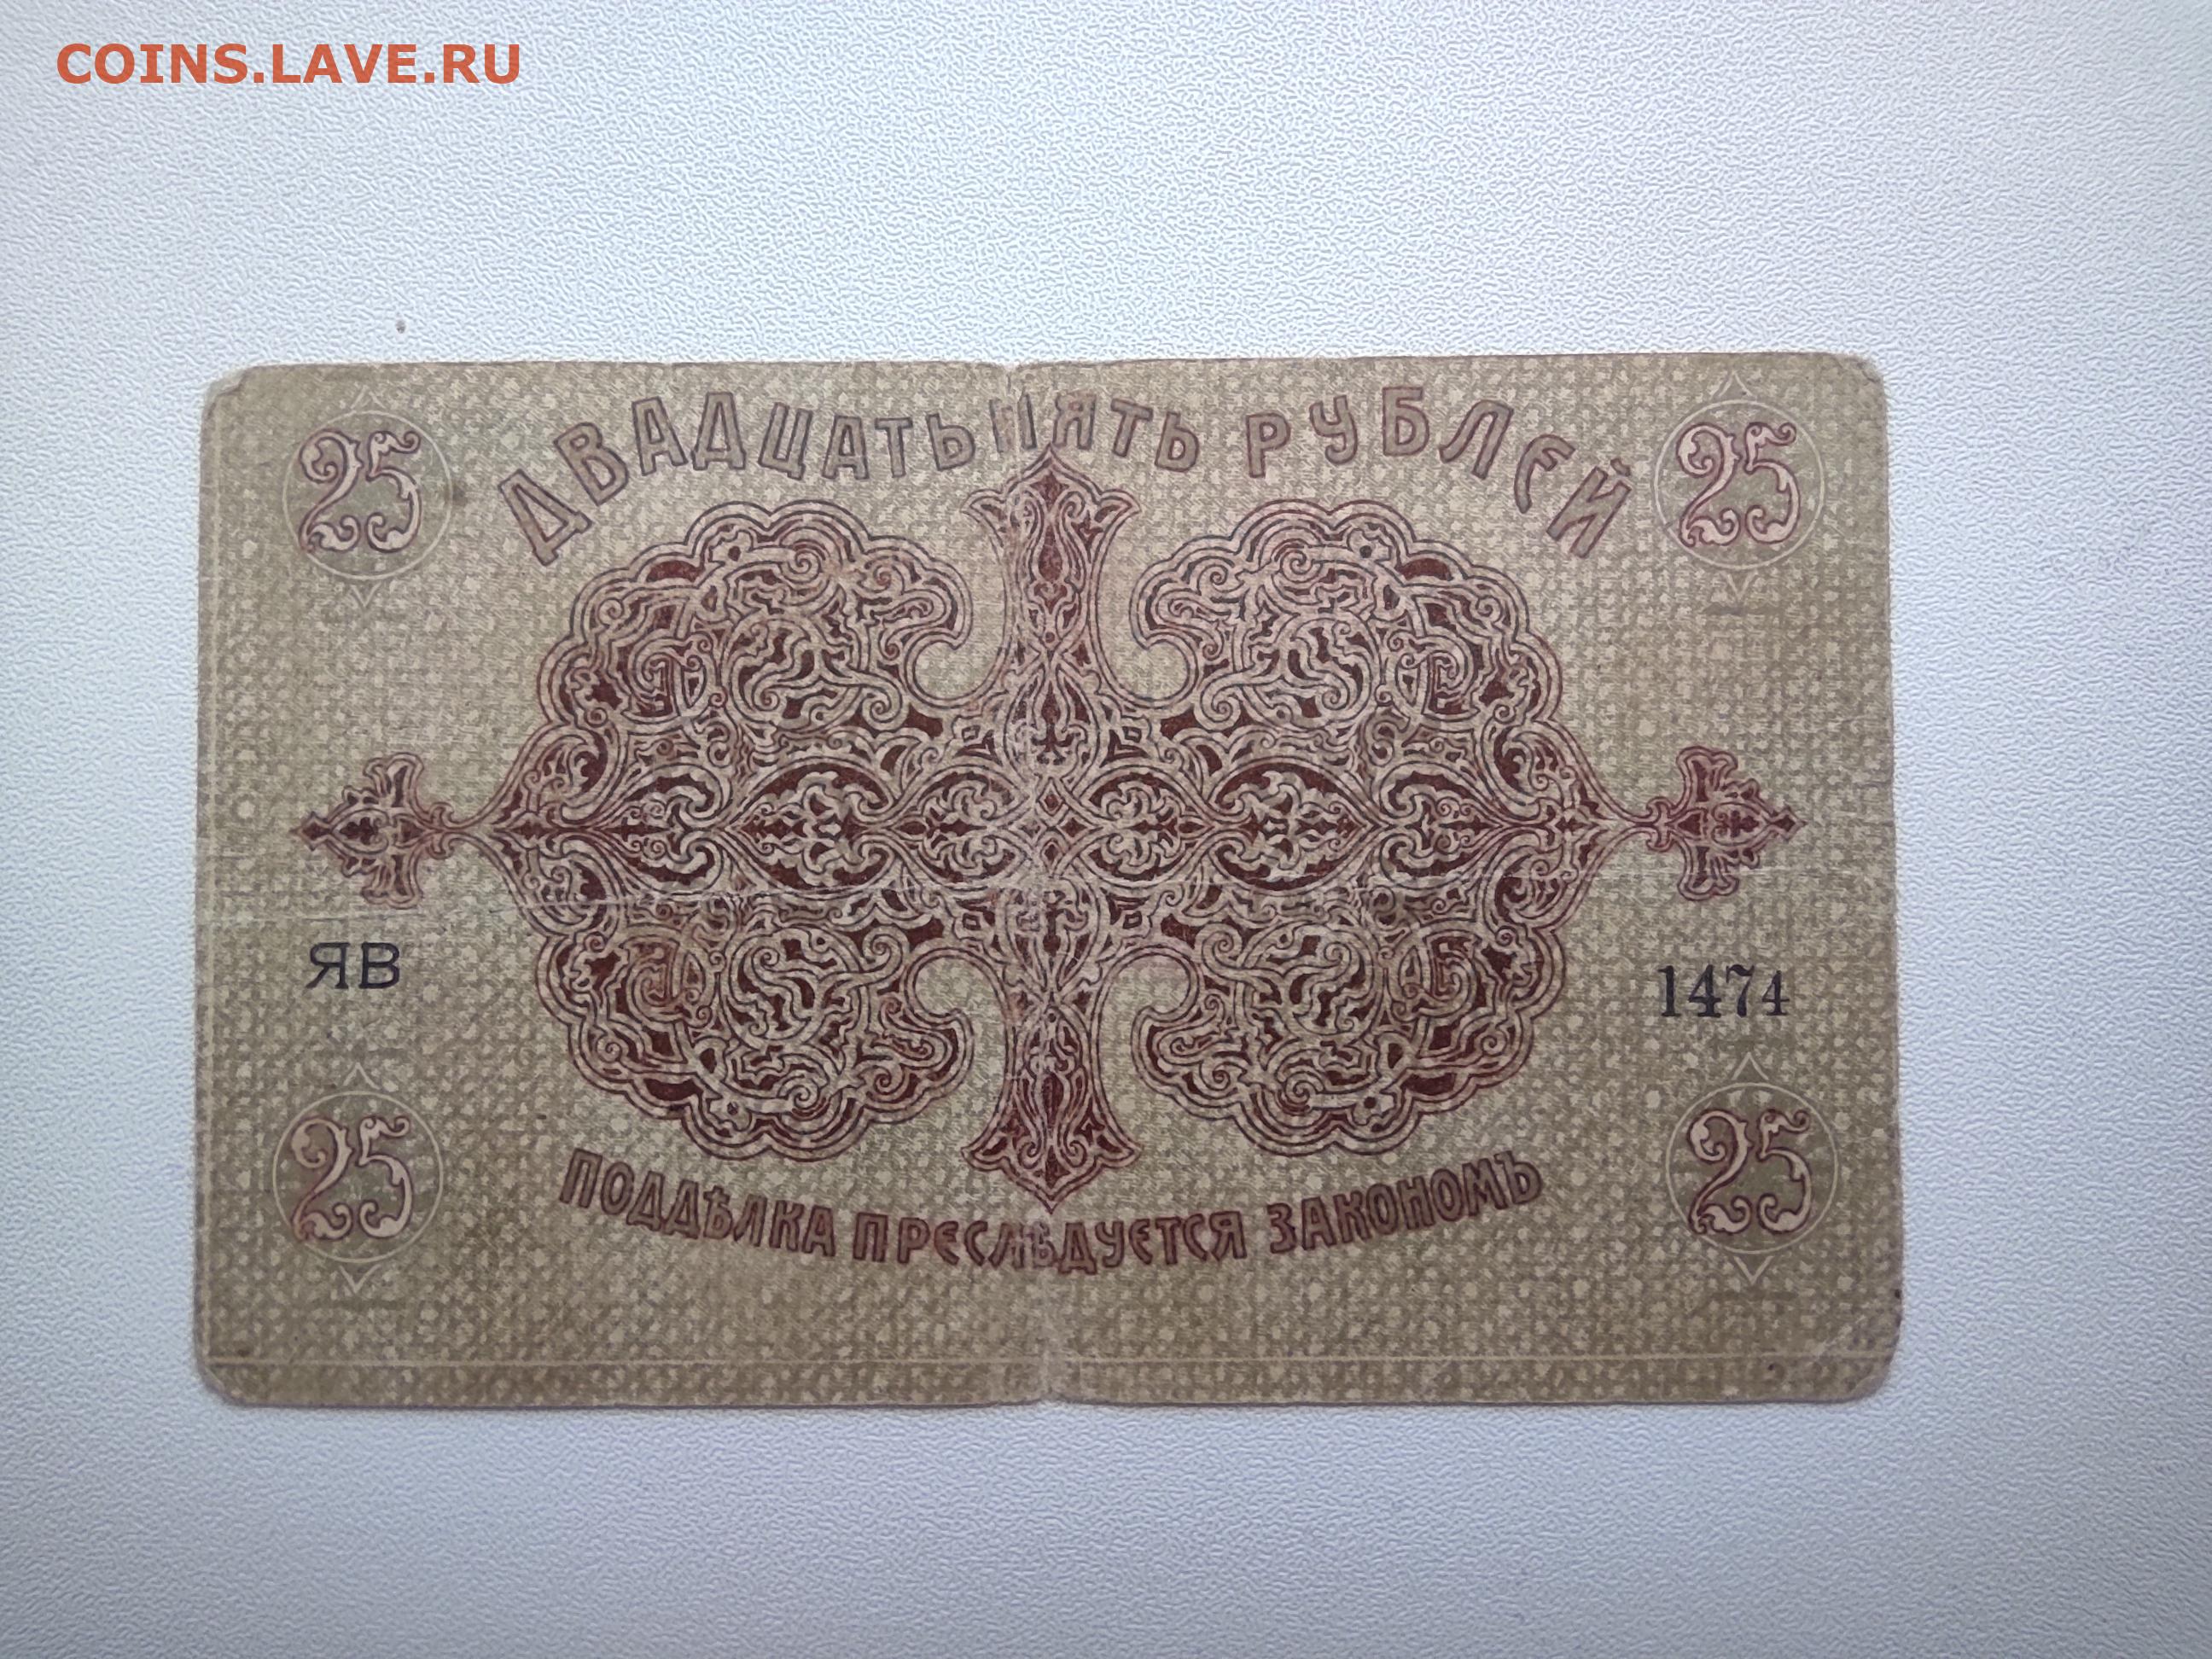 COINS.LAVE.RU
25 ДВАДЦАТЬ ПЯТЬ РУБЛЕЙ 25
ЯВ 1474
25 ПОДДѢЛКА ПРЕСЛѢДУЕТСЯ ЗАКОНОМЪ 25